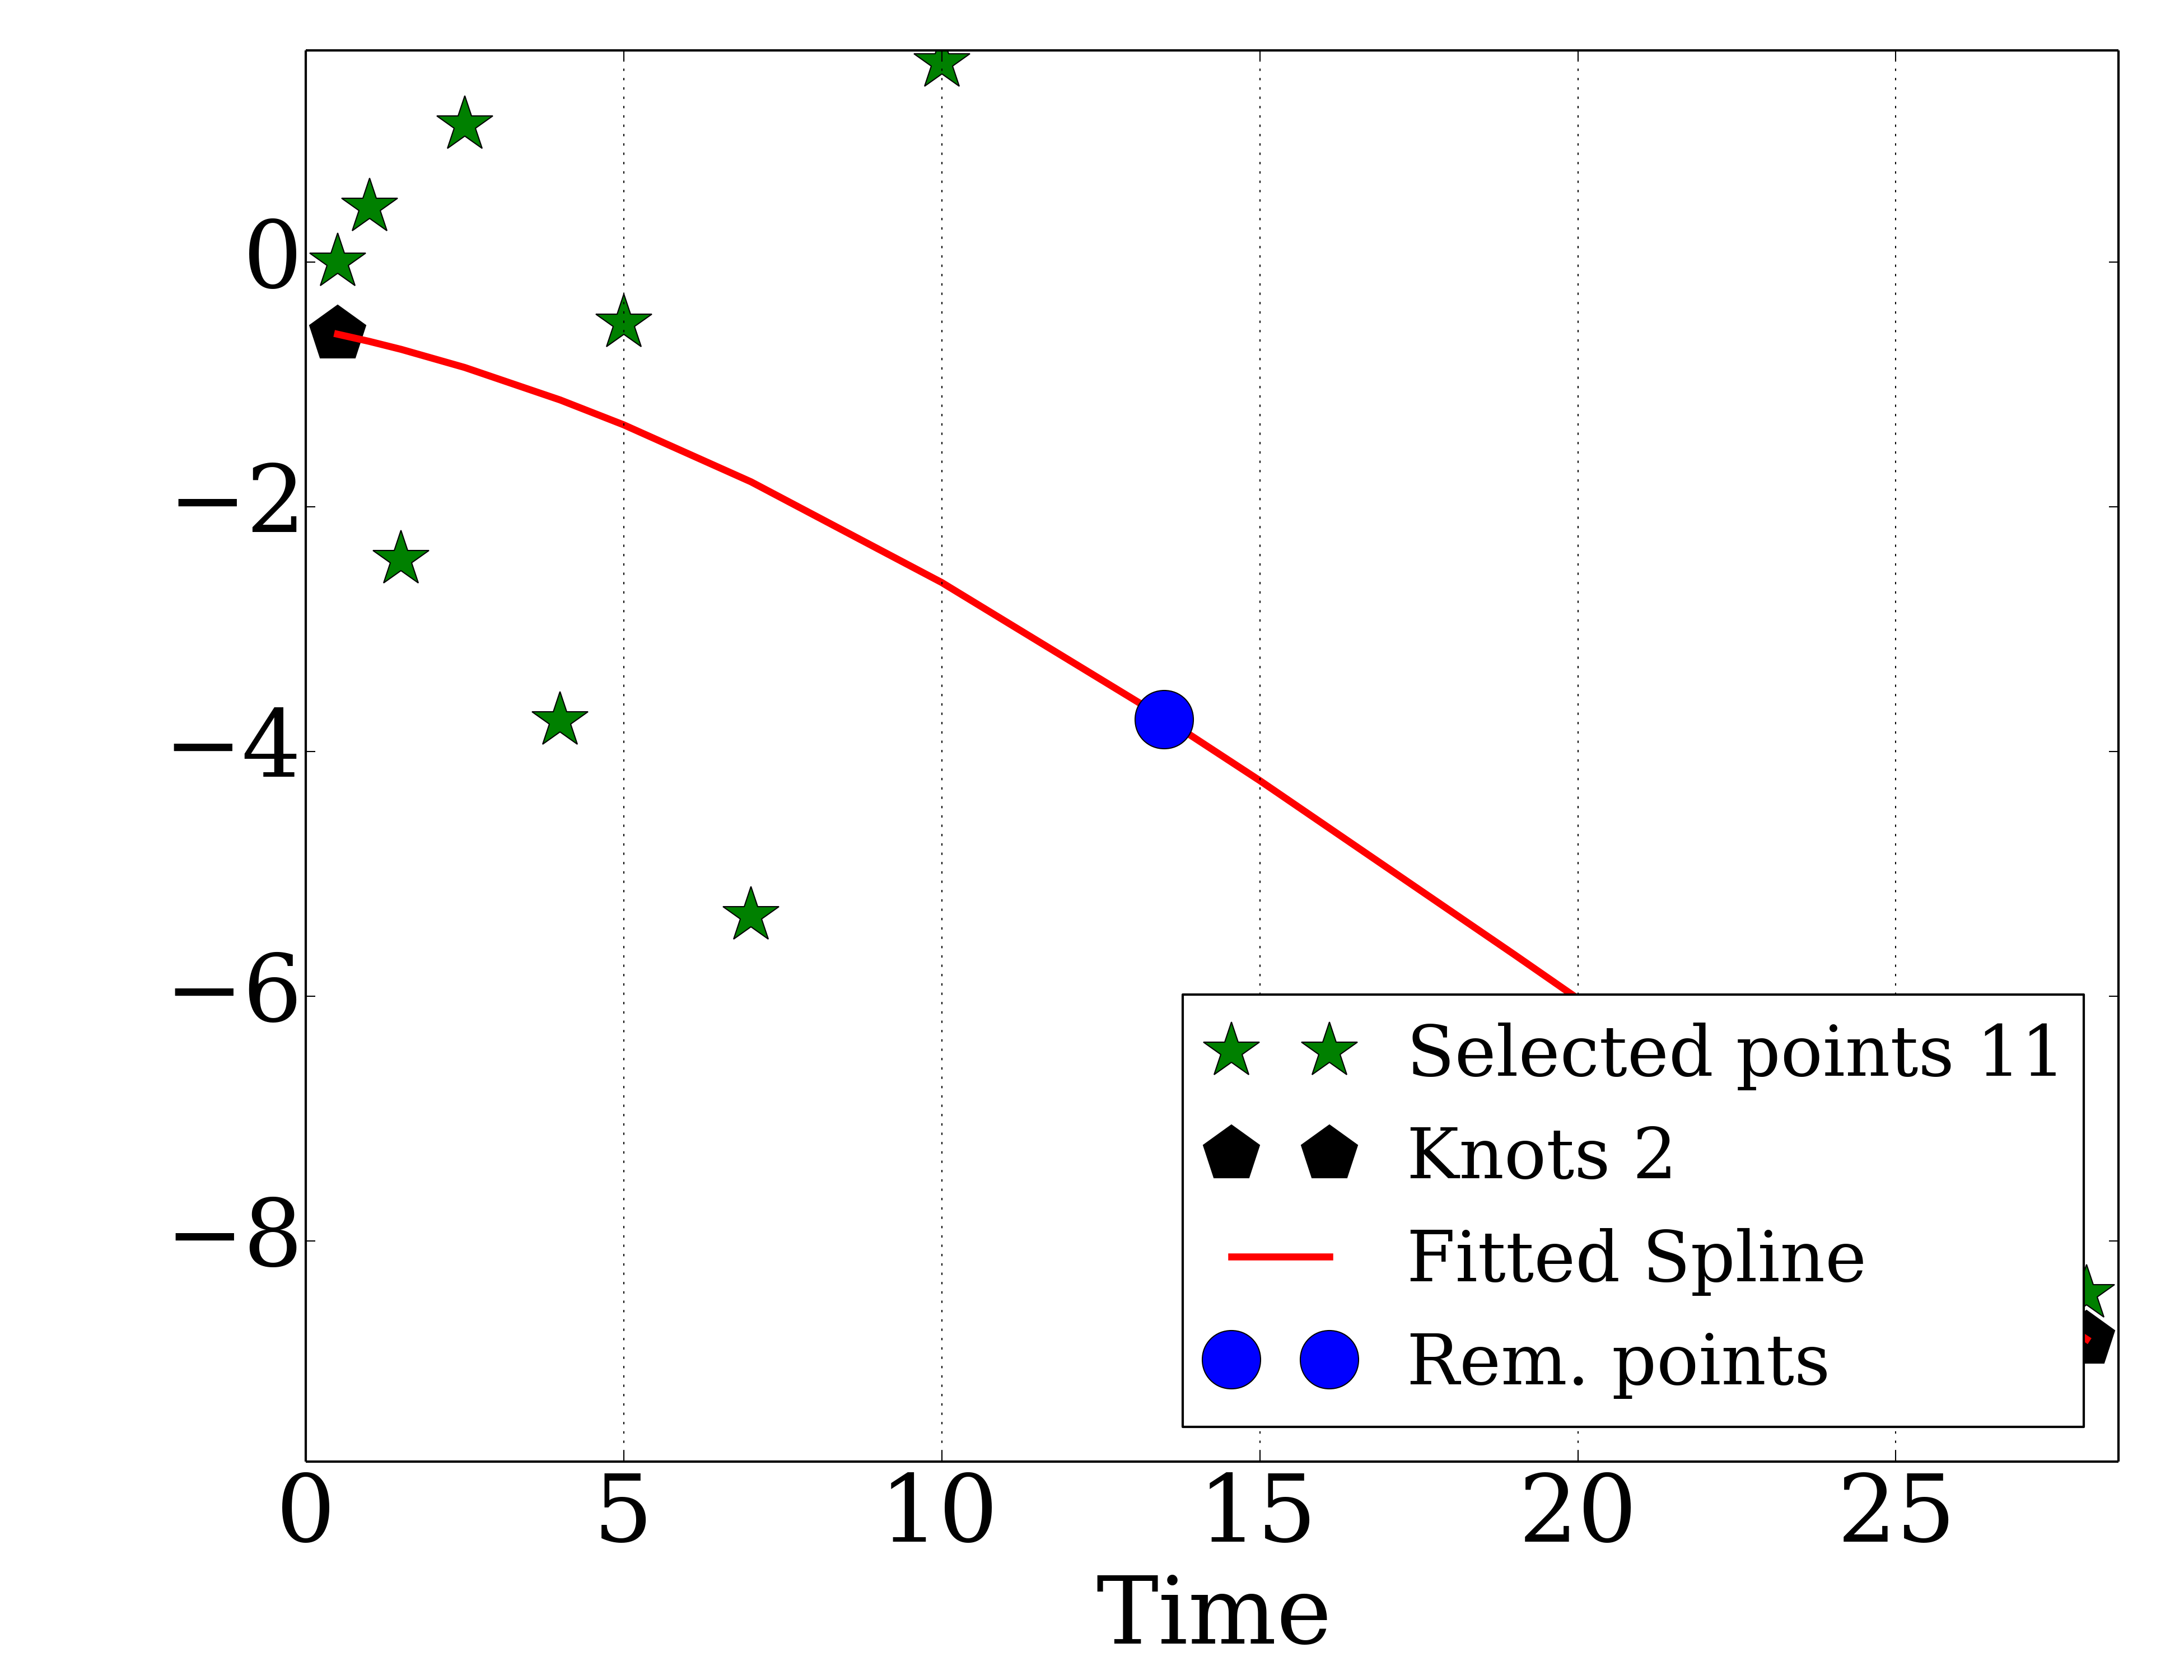 0
−2
−4
−6
−8
Selected points 11
Knots 2
Fitted Spline
Rem. points
0 5 10 15 20 25
Time